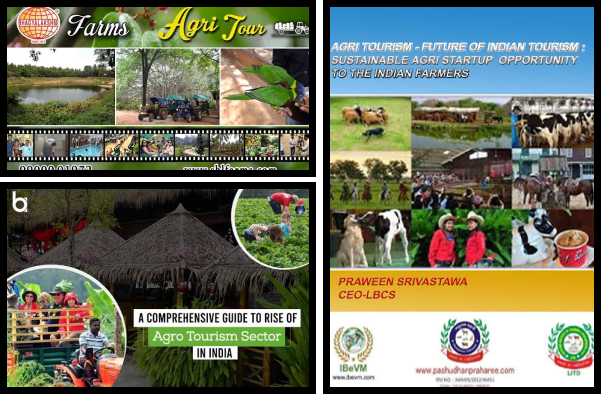 BHAGYALAKSHMI
Farms Agri Tour
b
A COMPREHENSIVE GUIDE TO RISE OF
Agro Tourism Sector
IN INDIA
AGRI TOURISM - FUTURE OF INDIAN TOURISM :
SUSTAINABLE AGRI STARTUP OPPORTUNITY
TO THE INDIAN FARMERS
PRAWEEN SRIVASTAWA
CEO-LBCS
IBeVM
www.ibevm.com
www.pashudhanpraharee.com
LITD